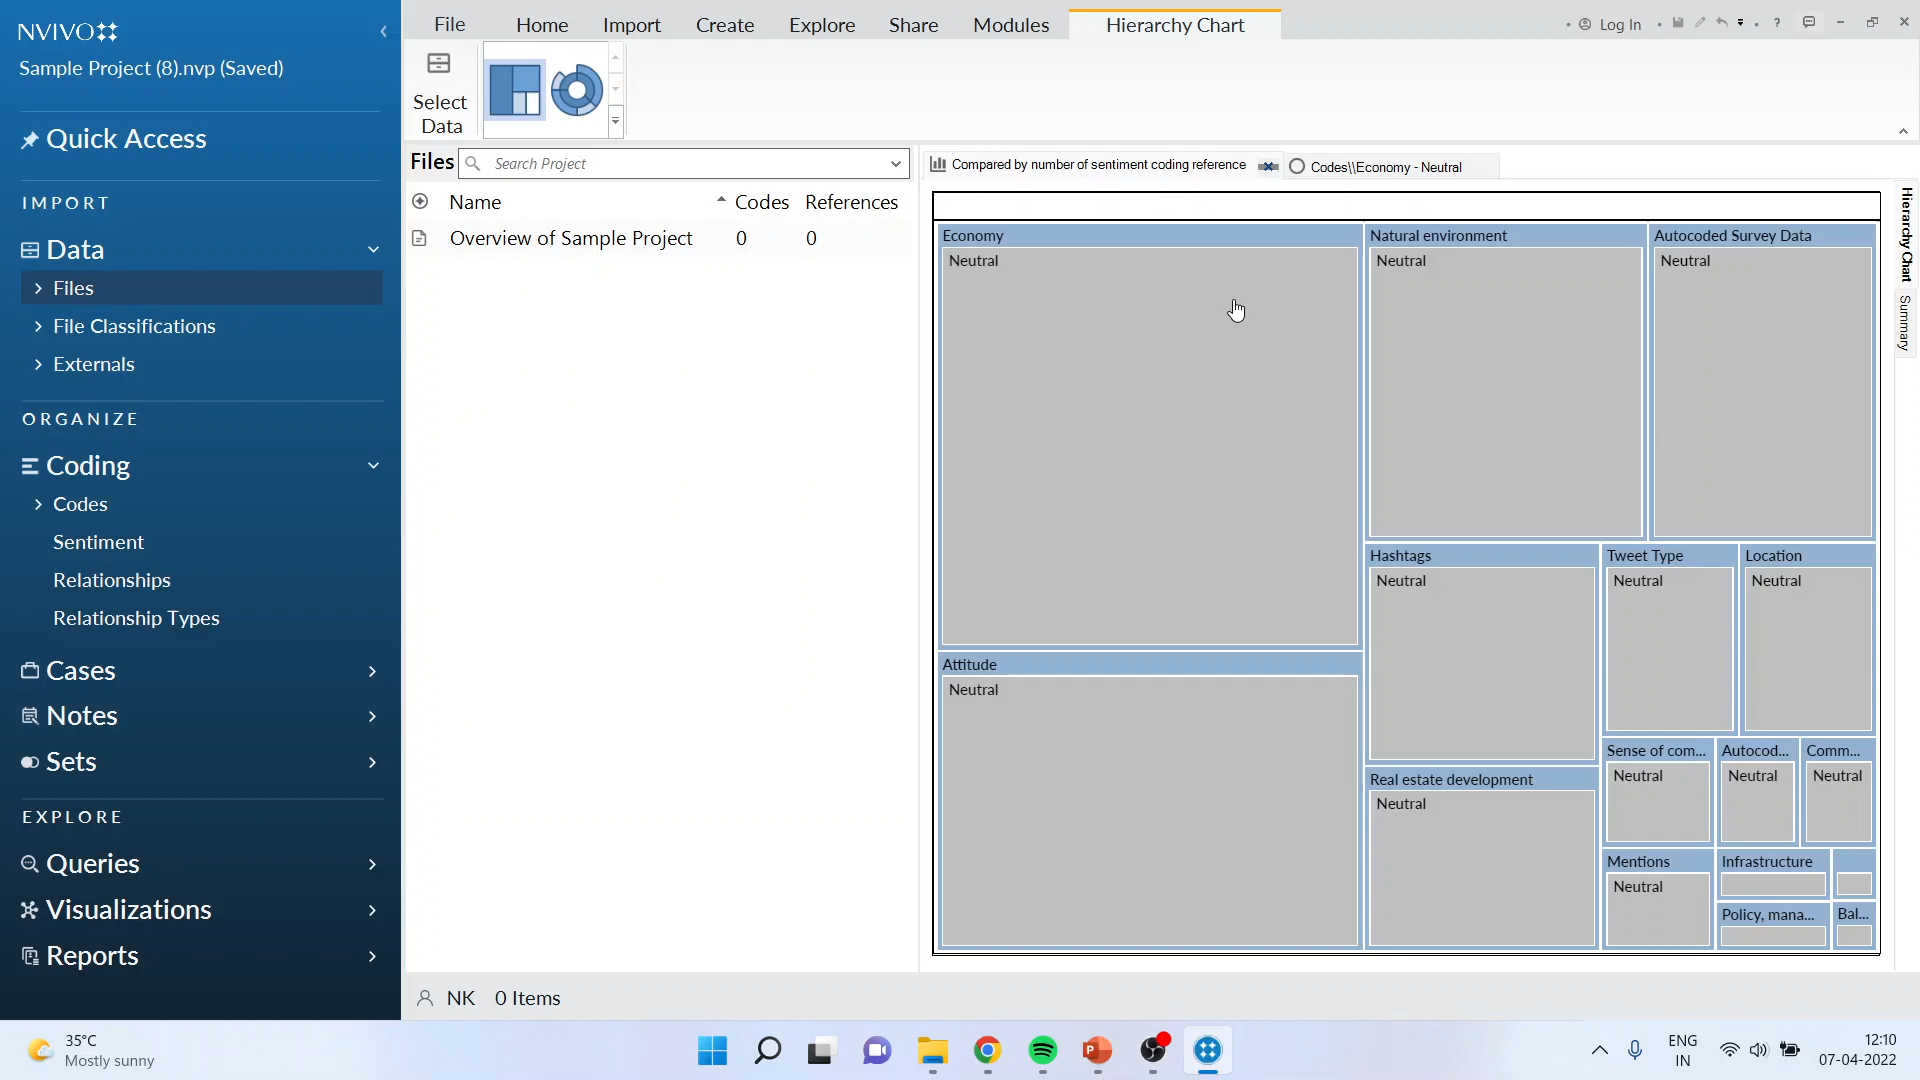 NVIVO
Sample Project (8).nvp (Saved)
Quick Access
IMPORT
Data
Files
File Classifications
Externals
ORGANIZE
Coding
Codes
Sentiment
Relationships
Relationship Types
Cases
Notes
Sets
EXPLORE
Queries
Visualizations
Reports
File Home Import Create Explore Share Modules Hierarchy Chart
Log In ?
Select
Data
Files Search Project
Name Codes References
Overview of Sample Project 0 0
Compared by number of sentiment coding reference
Codes\\Economy - Neutral
Economy
Neutral
Natural environment
Neutral
Autocoded Survey Data
Neutral
Attitude
Neutral
Hashtags
Neutral
Tweet Type
Neutral
Location
Neutral
Real estate development
Neutral
Sense of com...
Neutral
Autocod...
Neutral
Comm...
Neutral
Mentions
Neutral
Infrastructure
Policy, mana...
Bal...
Hierarchy Chart
Summary
NK 0 Items
35°C
Mostly sunny
ENG
IN
12:10
07-04-2022